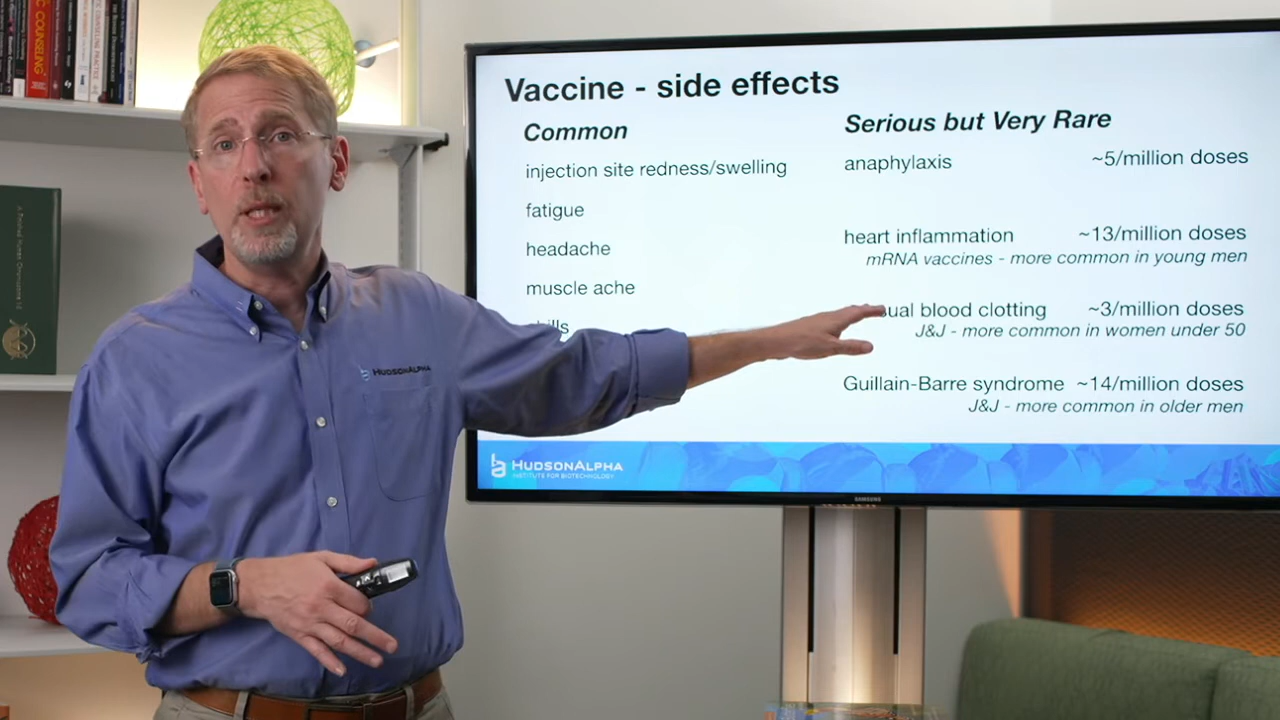 Vaccine - side effects
Common
injection site redness/swelling
fatigue
headache
muscle ache
Serious but Very Rare
anaphylaxis ~5/million doses
heart inflammation ~13/million doses
mRNA vaccines - more common in young men
blood clotting ~3/million doses
J&J - more common in women under 50
Guillain-Barre syndrome ~14/million doses
J&J - more common in older men
HUDSONALPHA
INSTITUTE FOR BIOTECHNOLOGY
SAMSUNG
HUDSONALPHA
COUNSELING